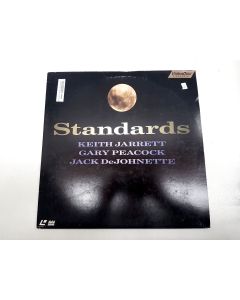 Standards
KEITH JARRETT
GARY PEACOCK
JACK DeJOHNETTE